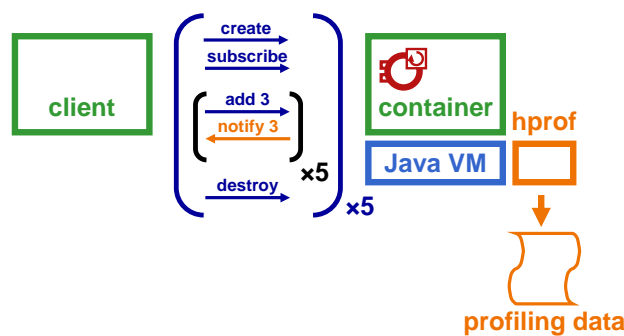 create
subscribe
client
add 3
notify 3
×5
destroy
×5
container
hprof
Java VM
profiling data